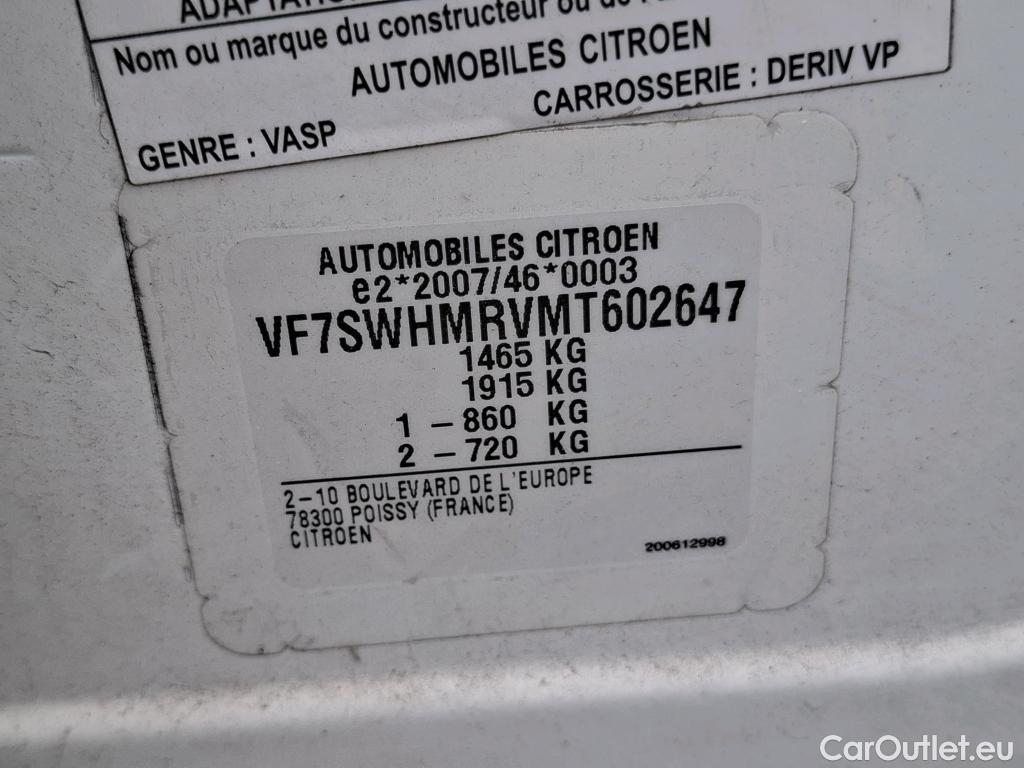 ADAPTATION
Nom ou marque du constructeur ou de
AUTOMOBILES CITROEN
GENRE : VASP
CARROSSERIE : DERIV VP
AUTOMOBILES CITROEN
e2*2007/46*0003
VF7SWHMRVMT602647
1465 KG
1915 KG
1 - 860 KG
2 - 720 KG
2-10 BOULEVARD DE L'EUROPE
78300 POISSY (FRANCE)
CITROEN
200612998
CarOutlet.eu